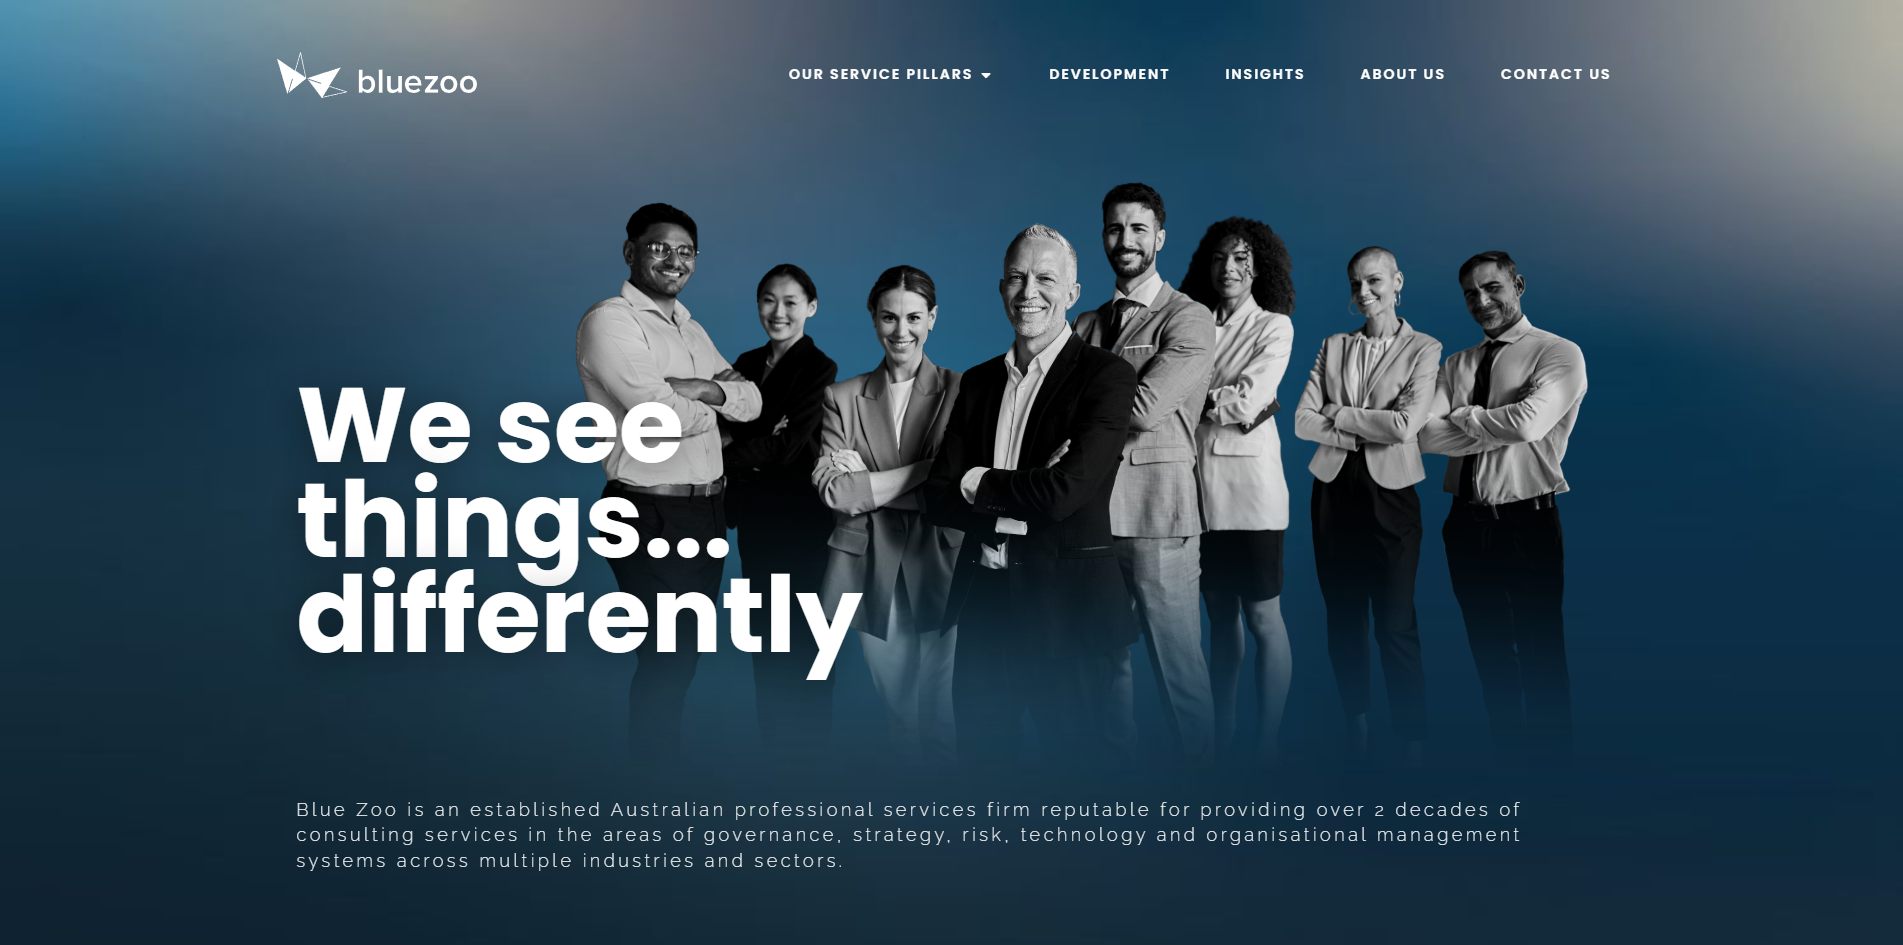 bluezoo
OUR SERVICE PILLARS
DEVELOPMENT
INSIGHTS
ABOUT US
CONTACT US
We see
things...
differently
Blue Zoo is an established Australian professional services firm reputable for providing over 2 decades of
consulting services in the areas of governance, strategy, risk, technology and organisational management
systems across multiple industries and sectors.